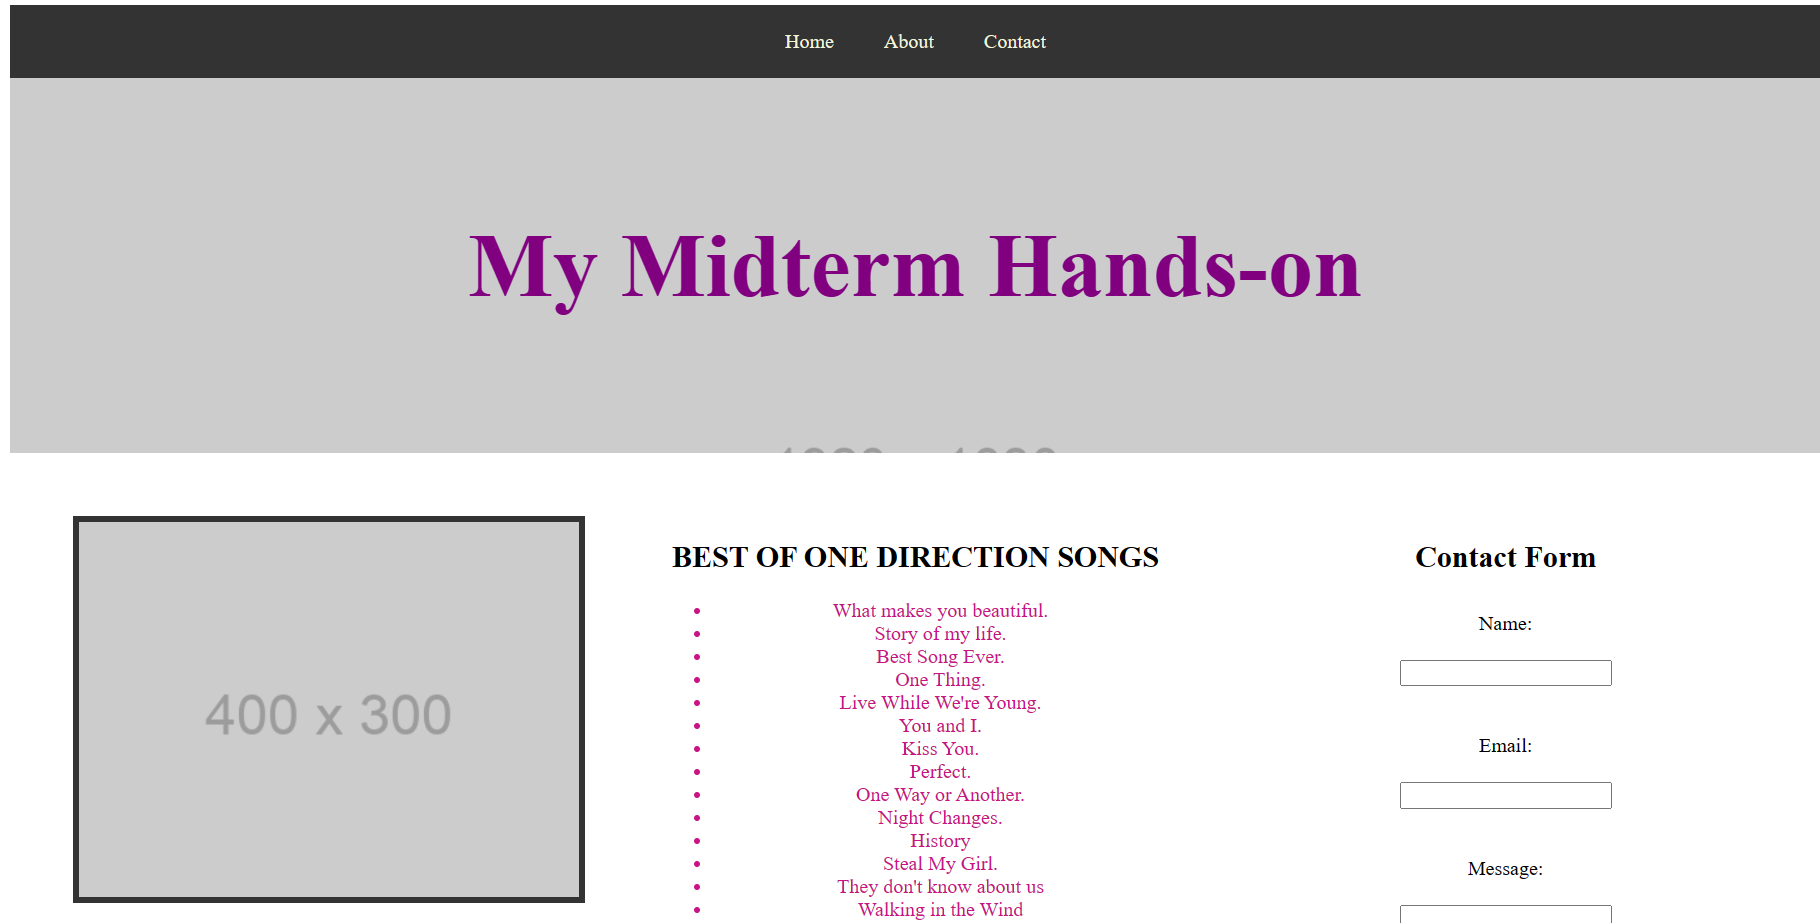 Home About Contact
My Midterm Hands-on
400 x 300
BEST OF ONE DIRECTION SONGS
What makes you beautiful.
Story of my life.
Best Song Ever.
One Thing.
Live While We're Young.
You and I.
Kiss You.
Perfect.
One Way or Another.
Night Changes.
History
Steal My Girl.
They don't know about us
Walking in the Wind
Contact Form
Name:
Email:
Message: